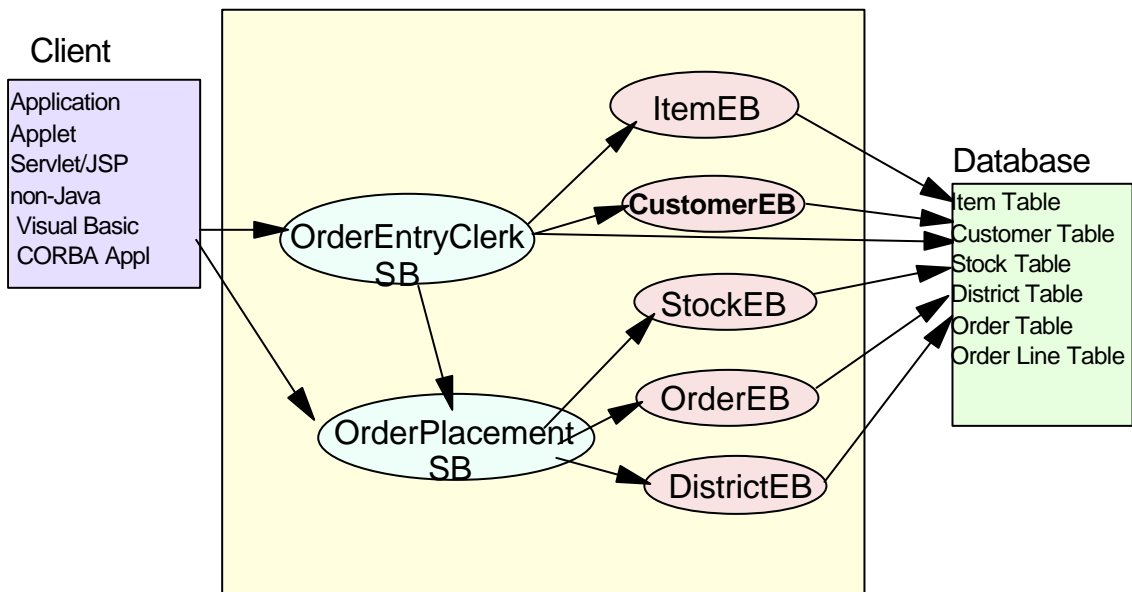 Client
Application
Applet
Servlet/JSP
non-Java
Visual Basic
CORBA Appl
OrderEntryClerk
SB
OrderPlacement
SB
ItemEB
CustomerEB
StockEB
OrderEB
DistrictEB
Database
Item Table
Customer Table
Stock Table
District Table
Order Table
Order Line Table